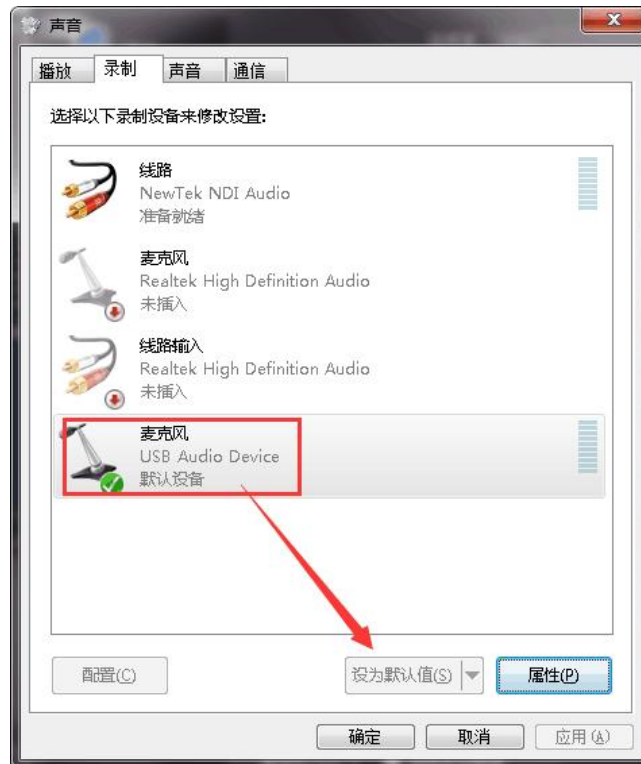 声音
播放 录制 声音 通信
选择以下录制设备来修改设置:
线路
NewTek NDI Audio
准备就绪
麦克风
Realtek High Definition Audio
未插入
线路输入
Realtek High Definition Audio
未插入
麦克风
USB Audio Device
默认设备
配置(C) 设为默认值(S) 属性(P)
确定 取消 应用(A)